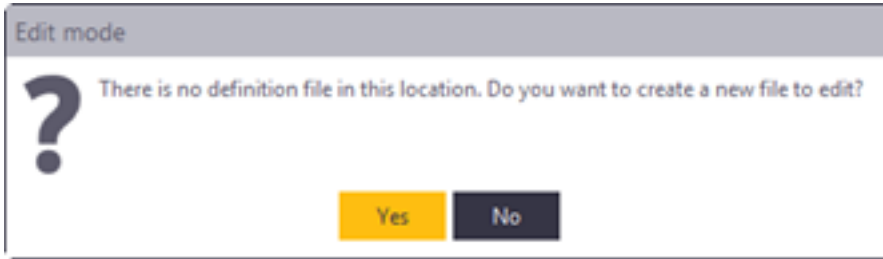 Edit mode
There is no definition file in this location. Do you want to create a new file to edit?
?
Yes
No